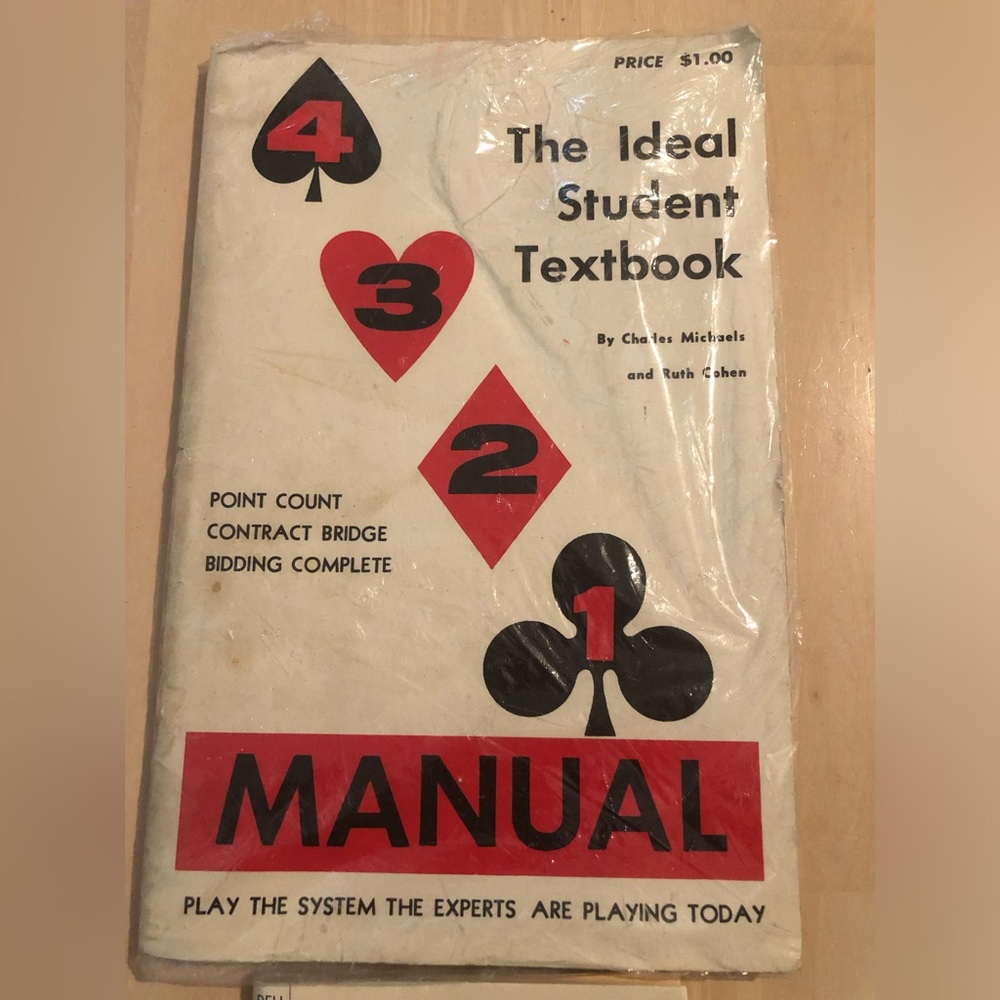 PRICE $1.00
4
The Ideal
Student
Textbook
3
By Charles Michaels
and Ruth Cohen
2
POINT COUNT
CONTRACT BRIDGE
BIDDING COMPLETE
1
MANUAL
PLAY THE SYSTEM THE EXPERTS ARE PLAYING TODAY